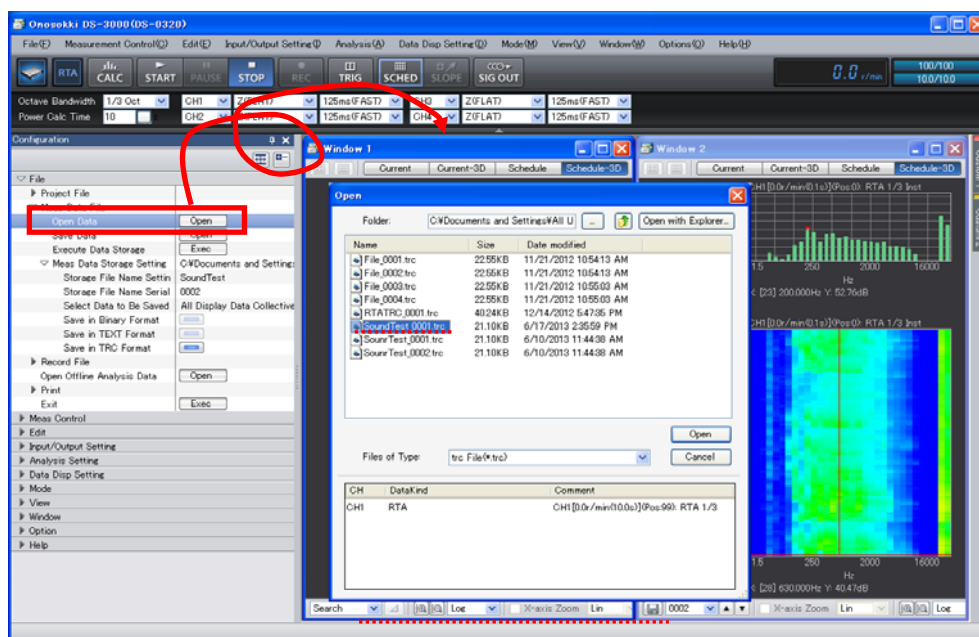 Onosokki DS-3000(DS-0320)
File(F) Measurement Control(C) Edit(E) Input/Output Setting(I) Analysis(A) Data Disp Setting(D) Mode(M) View(V) Window(W) Options(O) Help(H)
RTA CALC START PAUSE STOP REC TRIG SCHED SLOPE SIG OUT 0.0 r/min 100/100
10.0/10.0
Octave Bandwidth 1/3 Oct CH1 Z(FLAT) 125ms(FAST) CH3 Z(FLAT) 125ms(FAST)
Power Calc Time 10 CH2 125ms(FAST) CH4 Z(FLAT) 125ms(FAST)
Configuration
File
Project File
Open Data Open
Save Data Open
Execute Data Storage Exec
Meas Data Storage Setting C:¥Documents and Settings
Storage File Name Settin SoundTest
Storage File Name Serial 0002
Select Data to Be Saved All Display Data Collective
Save in Binary Format
Save in TEXT Format
Save in TRC Format
Record File
Open Offline Analysis Data Open
Print
Exit Exec
Meas Control
Edit
Input/Output Setting
Analysis Setting
Data Disp Setting
Mode
View
Window
Option
Help
Window 1
Current Current-3D Schedule Schedule-3D
Open
Folder: C:¥Documents and Settings¥All U ... Open with Explorer...
Name Size Date modified
File_0001.trc 22.55KB 11/21/2012 10:54:13 AM
File_0002.trc 22.55KB 11/21/2012 10:54:13 AM
File_0003.trc 22.55KB 11/21/2012 10:55:03 AM
File_0004.trc 22.55KB 11/21/2012 10:55:03 AM
RTATRC_0001.trc 40.24KB 12/14/2012 5:47:35 PM
SoundTest 0001.trc 21.10KB 6/17/2013 2:35:59 PM
SounrTest_0001.trc 21.10KB 6/10/2013 11:44:38 AM
SounrTest_0002.trc 21.10KB 6/10/2013 11:44:38 AM
Open
Files of Type: trc File(*.trc) Cancel
CH DataKind Comment
CH1 RTA CH1[0.0r/min(10.0s)](Pos:99): RTA 1/3
Search Log X-axis Zoom Lin
Window 2
Current Current-3D Schedule Schedule-3D
H1[0.0r/min(0.1s)](Pos:0): RTA 1/3 Inst
1.5 250 2000 16000
Hz
[23] 200.000Hz Y: 52.76dB
H1[0.0r/min(0.1s)](Pos:0): RTA 1/3 Inst
1.5 250 2000 16000
Hz
[28] 630.000Hz Y: 40.47dB
0002 X-axis Zoom Lin Log